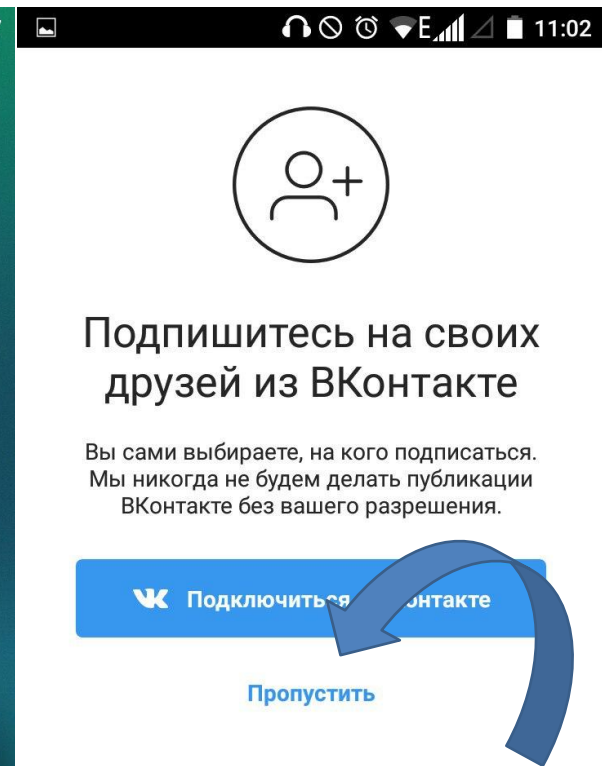 E 11:02
Подпишитесь на своих
друзей из ВКонтакте
Вы сами выбираете, на кого подписаться.
Мы никогда не будем делать публикации
ВКонтакте без вашего разрешения.
Подключиться
Пропустить